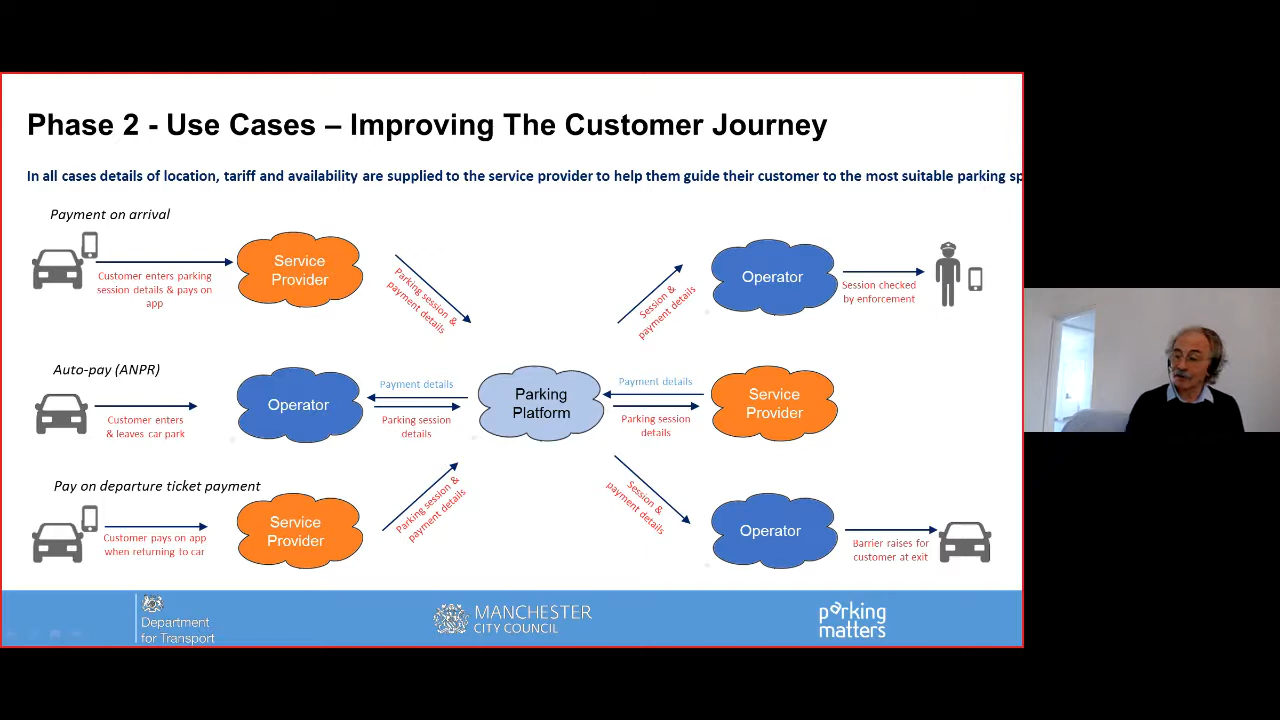 Phase 2 - Use Cases – Improving The Customer Journey
In all cases details of location, tariff and availability are supplied to the service provider to help them guide their customer to the most suitable parking sp
Payment on arrival
Customer enters parking
session details & pays on
app
Service
Provider
Parking session &
payment details
Session &
payment details
Operator
Session checked
by enforcement
Auto-pay (ANPR)
Customer enters
& leaves car park
Operator
Payment details
Parking session
details
Parking
Platform
Payment details
Parking session
details
Service
Provider
Pay on departure ticket payment
Customer pays on app
when returning to car
Service
Provider
Parking session &
payment details
Session &
payment details
Operator
Barrier raises for
customer at exit
Department
for Transport
MANCHESTER
CITY COUNCIL
parking
matters